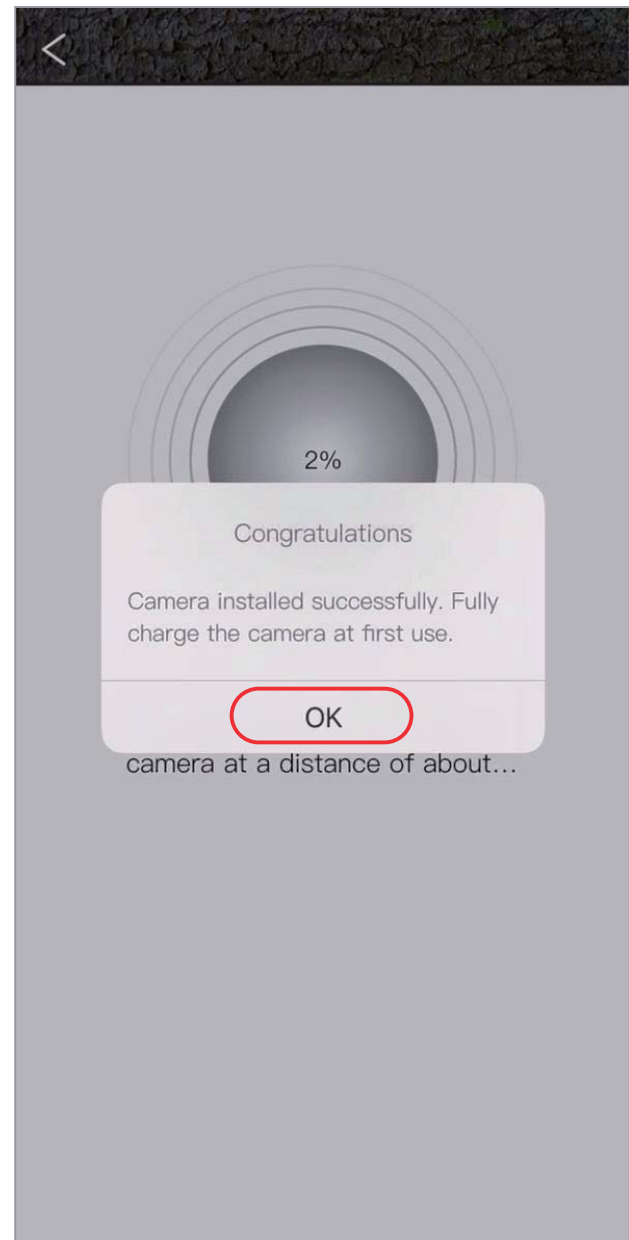 2%
Congratulations
Camera installed successfully. Fully
charge the camera at first use.
OK
camera at a distance of about...